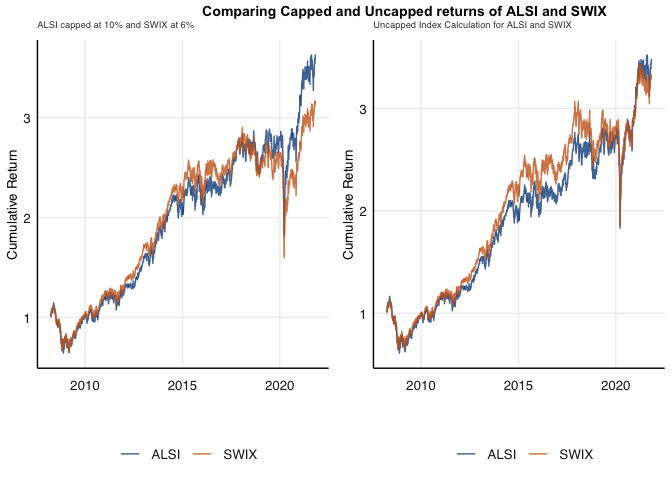 Comparing Capped and Uncapped returns of ALSI and SWIX
ALSI capped at 10% and SWIX at 6%
Uncapped Index Calculation for ALSI and SWIX
Cumulative Return
3
2
1
2010
2015
2020
ALSI
SWIX
Cumulative Return
3
2
1
2010
2015
2020
ALSI
SWIX